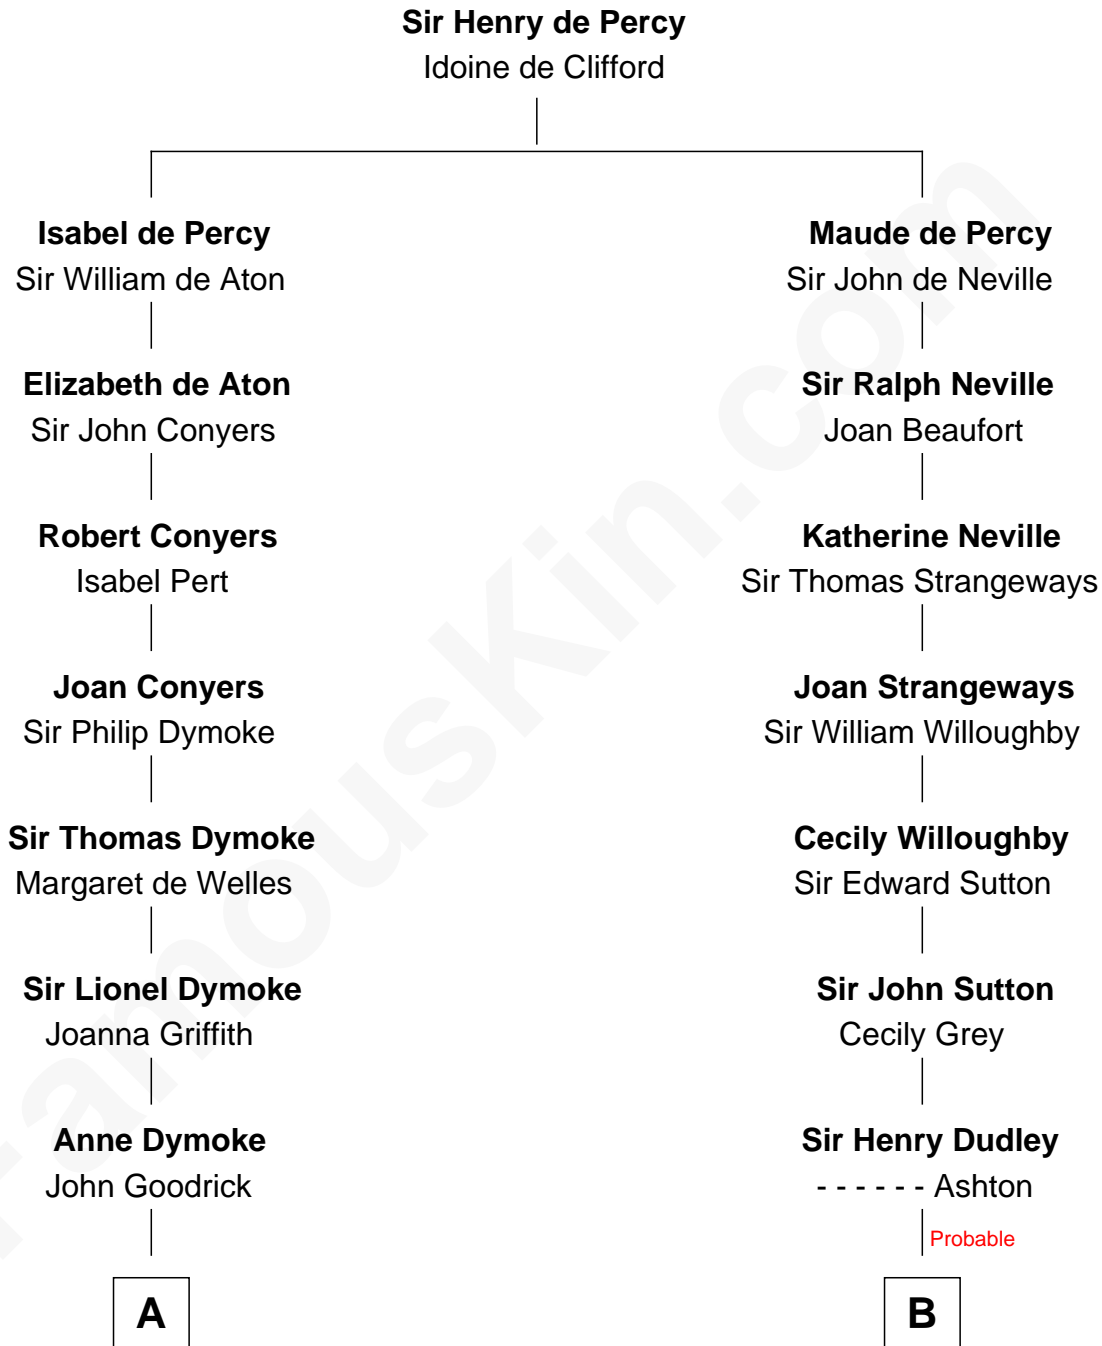 Sir Henry de Percy
Idoine de Clifford
Isabel de Percy
Sir William de Aton
Maude de Percy
Sir John de Neville
Elizabeth de Aton
Sir John Conyers
Sir Ralph Neville
Joan Beaufort
Robert Conyers
Isabel Pert
Katherine Neville
Sir Thomas Strangeways
Joan Conyers
Sir Philip Dymoke
Joan Strangeways
Sir William Willoughby
Sir Thomas Dymoke
Margaret de Welles
Cecily Willoughby
Sir Edward Sutton
Sir Lionel Dymoke
Joanna Griffith
Sir John Sutton
Cecily Grey
Anne Dymoke
John Goodrick
Sir Henry Dudley
- - - - - - Ashton
Probable
A
B
FamousKin.com